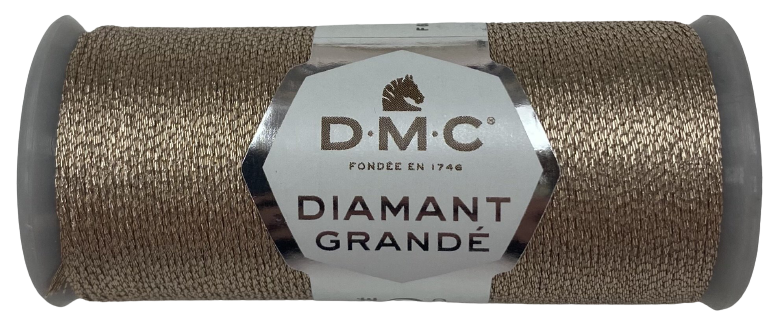 D·M·C®
FONDÉE EN 1746
DIAMANT
GRANDÉ